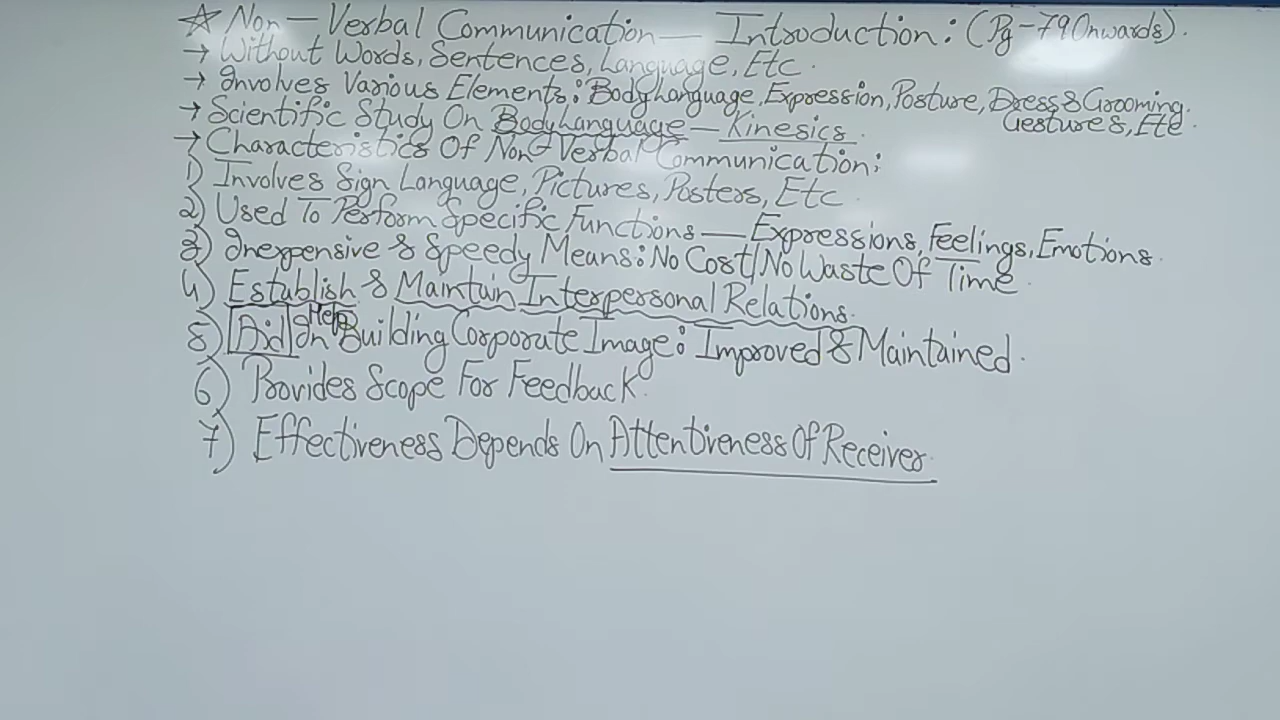 ☆ Non – Verbal Communication — Introduction: (Pg-79 Onwards).
→ Without Words, Sentences, Language, Etc.
→ Involves Various Elements: Body Language, Expression, Posture, Dress & Grooming.
Gestures, Etc.
→ Scientific Study On Body Language – Kinesics.
→ Characteristics Of Non-Verbal Communication:
1) Involves Sign Language, Pictures, Posters, Etc.
2) Used To Perform Specific Functions — Expressions, Feelings, Emotions.
3) Inexpensive & Speedy Means: No Cost/No Waste Of Time.
4) Establish & Maintain Interpersonal Relations.
Help
5) Aid In Building Corporate Image: Improved & Maintained.
6) Provides Scope For Feedback.
7) Effectiveness Depends On Attentiveness Of Receiver.